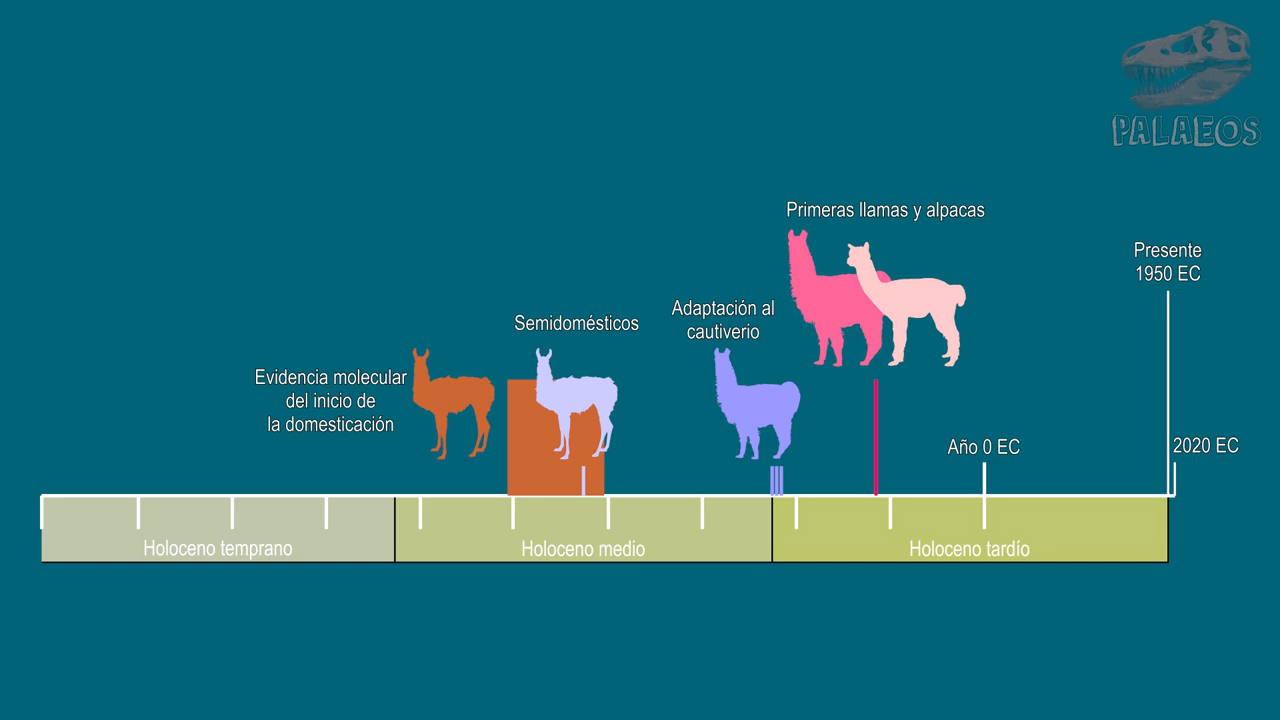 PALAEOS
Primeras llamas y alpacas
Presente
1950 EC
Adaptación al
cautiverio
Semidomésticos
Evidencia molecular
del inicio de
la domesticación
Año 0 EC
2020 EC
Holoceno temprano
Holoceno medio
Holoceno tardío